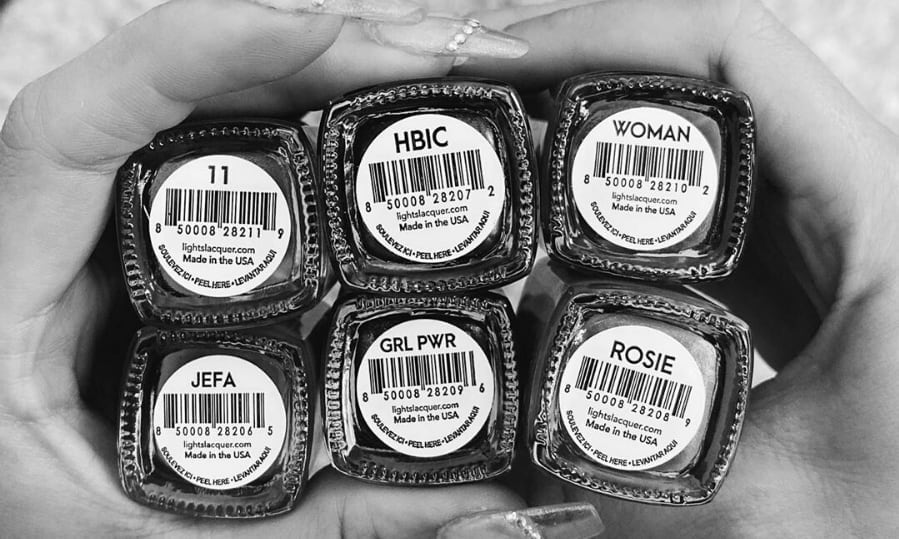 11
8 50008 28211 9
lightslacquer.com
Made in the USA
SOULEVEZ ICI • PEEL HERE • LEVANTAR AQUI
HBIC
8 50008 28207 2
lightslacquer.com
Made in the USA
SOULEVEZ ICI • PEEL HERE • LEVANTAR AQUI
WOMAN
8 50008 28210 2
lightslacquer.com
Made in the USA
SOULEVEZ ICI • PEEL HERE • LEVANTAR AQUI
JEFA
8 50008 28206 5
lightslacquer.com
Made in the USA
SOULEVEZ ICI • PEEL HERE • LEVANTAR AQUI
GRL PWR
8 50008 28209 6
lightslacquer.com
Made in the USA
SOULEVEZ ICI • PEEL HERE • LEVANTAR AQUI
ROSIE
8 50008 28208 9
lightslacquer.com
Made in the USA
SOULEVEZ ICI • PEEL HERE • LEVANTAR AQUI